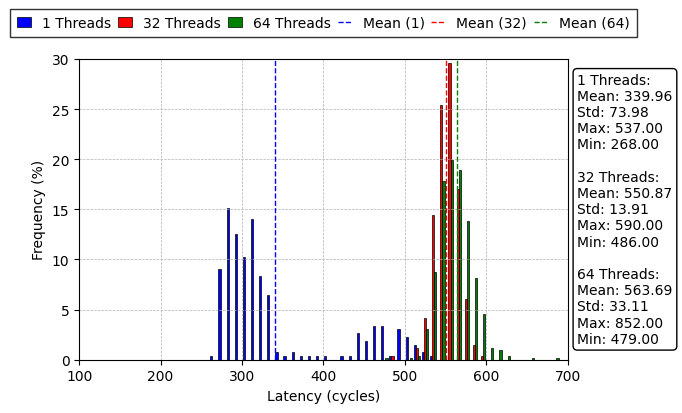 1 Threads 32 Threads 64 Threads Mean (1) Mean (32) Mean (64)
30
25
20
15
10
5
0
Frequency (%)
100 200 300 400 500 600 700
Latency (cycles)
1 Threads:
Mean: 339.96
Std: 73.98
Max: 537.00
Min: 268.00
32 Threads:
Mean: 550.87
Std: 13.91
Max: 590.00
Min: 486.00
64 Threads:
Mean: 563.69
Std: 33.11
Max: 852.00
Min: 479.00